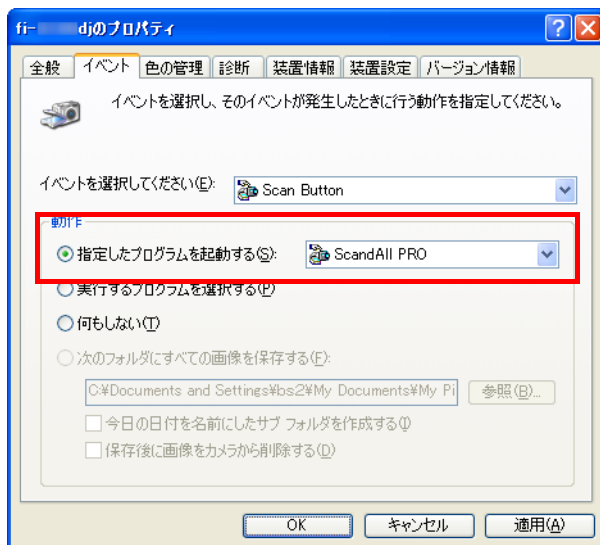 fi- djのプロパティ
全般 イベント 色の管理 診断 装置情報 装置設定 バージョン情報
イベントを選択し、そのイベントが発生したときに行う動作を指定してください。
イベントを選択してください(E): Scan Button
動作
指定したプログラムを起動する(S): ScandAll PRO
実行するプログラムを選択する(P)
何もしない(T)
次のフォルダにすべての画像を保存する(F):
C:¥Documents and Settings¥bs2¥My Documents¥My Pi 参照(B)...
今日の日付を名前にしたサブ フォルダを作成する(I)
保存後に画像をカメラから削除する(D)
OK キャンセル 適用(A)